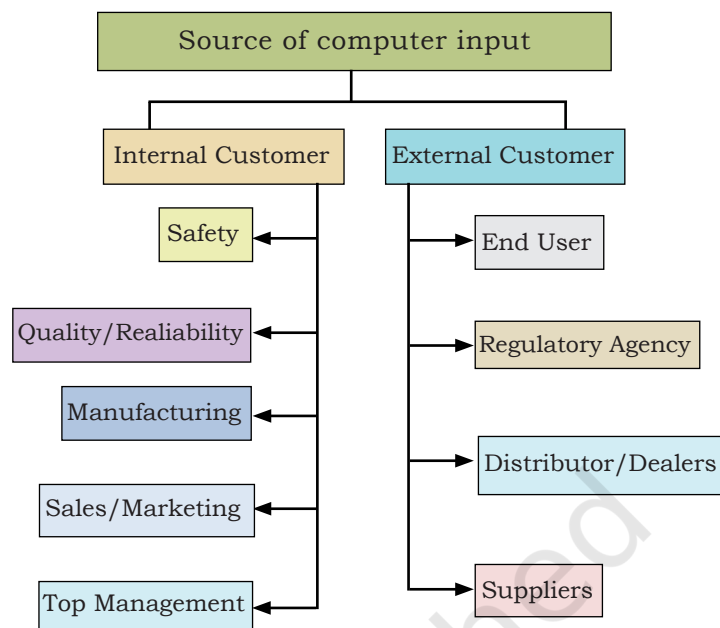 Source of computer input
Internal Customer
External Customer
Safety
End User
Quality/Realiability
Regulatory Agency
Manufacturing
Distributor/Dealers
Sales/Marketing
Suppliers
Top Management
hed